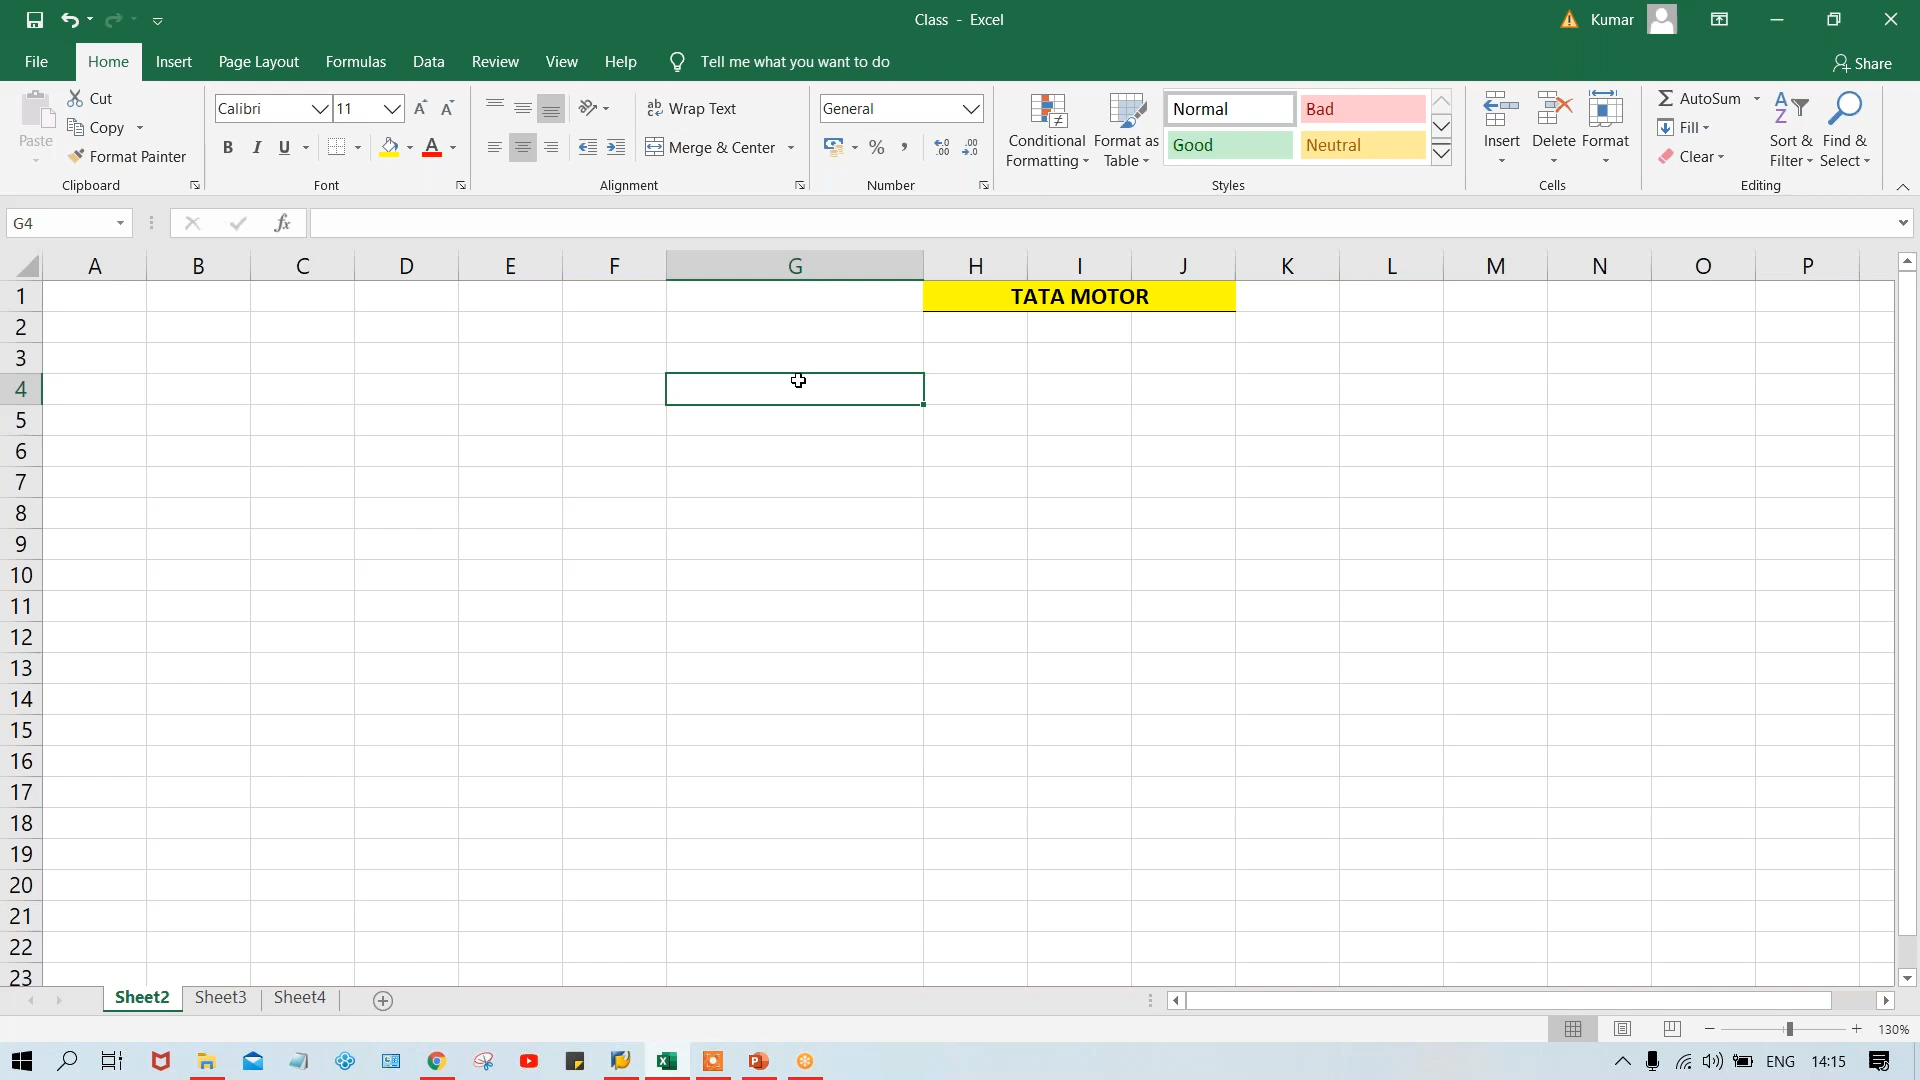 Class - Excel
Kumar
File Home Insert Page Layout Formulas Data Review View Help Tell me what you want to do Share
Paste
Cut
Copy
Format Painter
Clipboard
Calibri 11
B I U
Font
Wrap Text
Merge & Center
Alignment
General
% ,
Number
Conditional Formatting
Format as Table
Normal Bad
Good Neutral
Styles
Insert Delete Format
Cells
AutoSum
Fill
Clear
Sort & Filter
Find & Select
Editing
G4
fx
A B C D E F G H I J K L M N O P
1 TATA MOTOR
2
3
4
5
6
7
8
9
10
11
12
13
14
15
16
17
18
19
20
21
22
23
Sheet2 Sheet3 Sheet4
130%
ENG 14:15